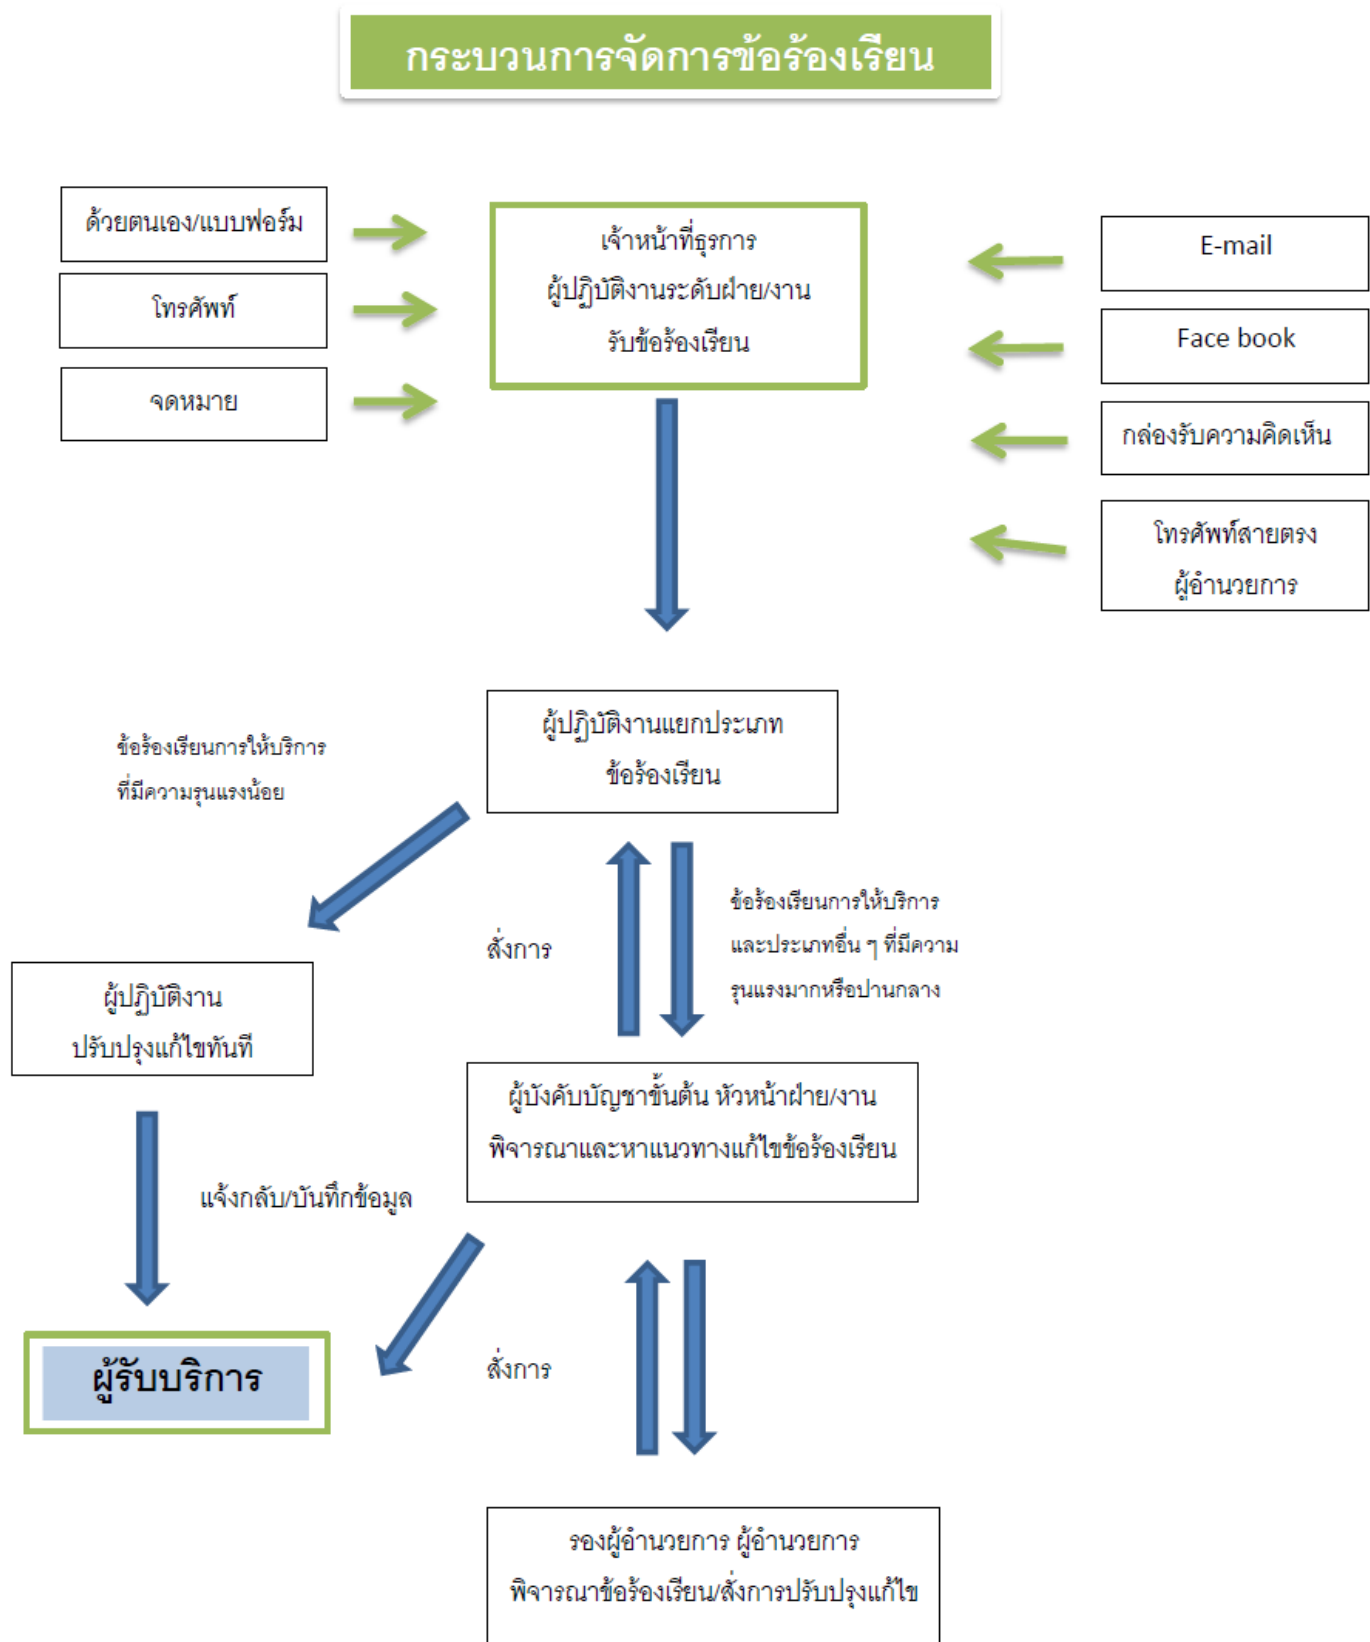 กระบวนการจัดการข้อร้องเรียน
ด้วยตนเอง/แบบฟอร์ม
โทรศัพท์
จดหมาย
เจ้าหน้าที่ธุรการ
ผู้ปฏิบัติงานระดับฝ่าย/งาน
รับข้อร้องเรียน
E-mail
Face book
กล่องรับความคิดเห็น
โทรศัพท์สายตรง
ผู้อำนวยการ
ผู้ปฏิบัติงานแยกประเภท
ข้อร้องเรียน
ข้อร้องเรียนการให้บริการ
ที่มีความรุนแรงน้อย
สั่งการ
ข้อร้องเรียนการให้บริการ
และประเภทอื่น ๆ ที่มีความ
รุนแรงมากหรือปานกลาง
ผู้ปฏิบัติงาน
ปรับปรุงแก้ไขทันที
ผู้บังคับบัญชาขั้นต้น หัวหน้าฝ่าย/งาน
พิจารณาและหาแนวทางแก้ไขข้อร้องเรียน
แจ้งกลับ/บันทึกข้อมูล
สั่งการ
ผู้รับบริการ
รองผู้อำนวยการ ผู้อำนวยการ
พิจารณาข้อร้องเรียน/สั่งการปรับปรุงแก้ไข